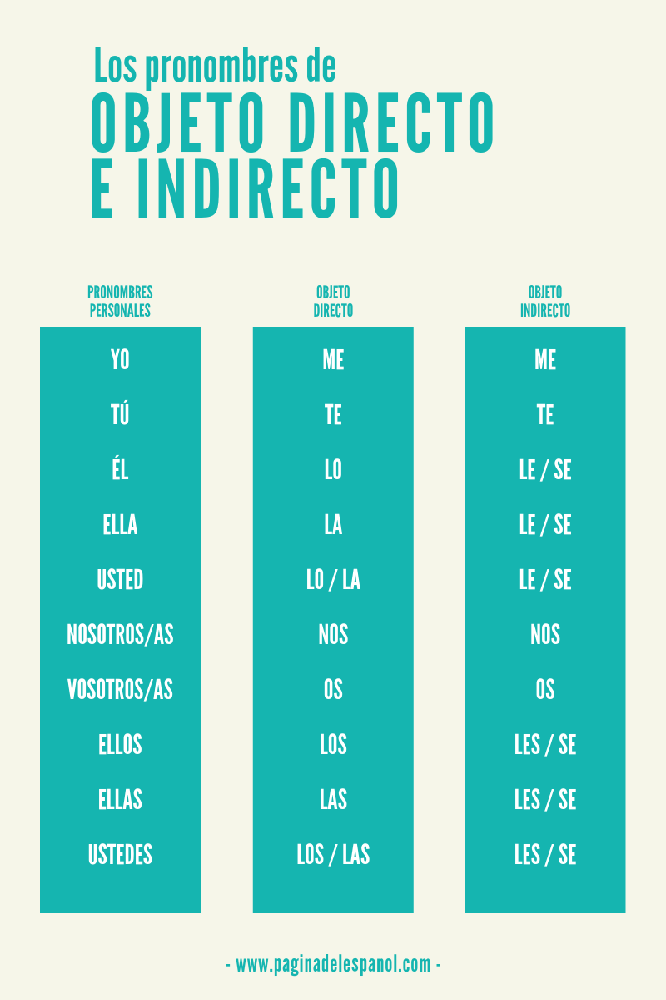 Los pronombres de
OBJETO DIRECTO
E INDIRECTO
PRONOMBRES
PERSONALES
OBJETO
DIRECTO
OBJETO
INDIRECTO
YO ME ME
TÚ TE TE
ÉL LO LE / SE
ELLA LA LE / SE
USTED LO / LA LE / SE
NOSOTROS/AS NOS NOS
VOSOTROS/AS OS OS
ELLOS LOS LES / SE
ELLAS LAS LES / SE
USTEDES LOS / LAS LES / SE
- www.paginadelespanol.com -